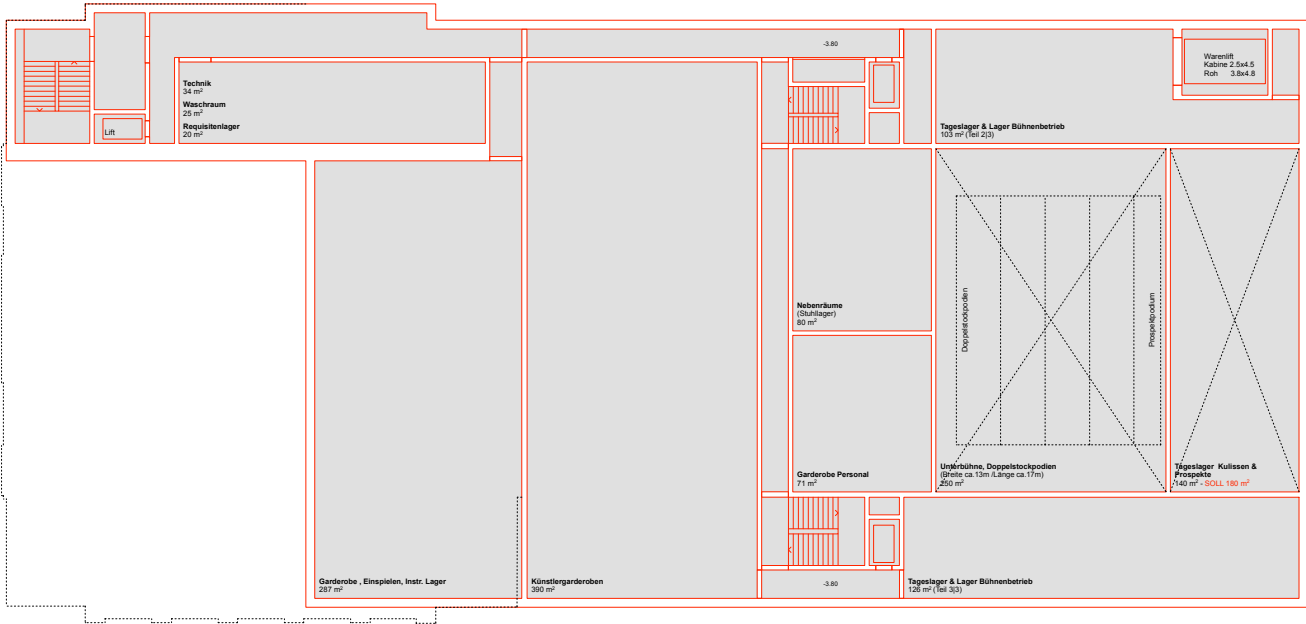 -3.80
Warenlift
Kabine 2.5x4.5
Roh 3.8x4.8
Technik
34 m²
Waschraum
25 m²
Requisitenlager
20 m²
Lift
Tageslager & Lager Bühnenbetrieb
103 m² (Teil 2|3)
Nebenräume
(Stuhllager)
80 m²
Doppelstockpodien
Prospektpodium
Garderobe Personal
71 m²
Unterbühne, Doppelstockpodien
(Breite ca.13m /Länge ca.17m)
250 m²
Tageslager Kulissen &
Prospekte
140 m² - SOLL 180 m²
Garderobe , Einspielen, Instr. Lager
287 m²
Künstlergarderoben
390 m²
-3.80
Tageslager & Lager Bühnenbetrieb
126 m² (Teil 3|3)